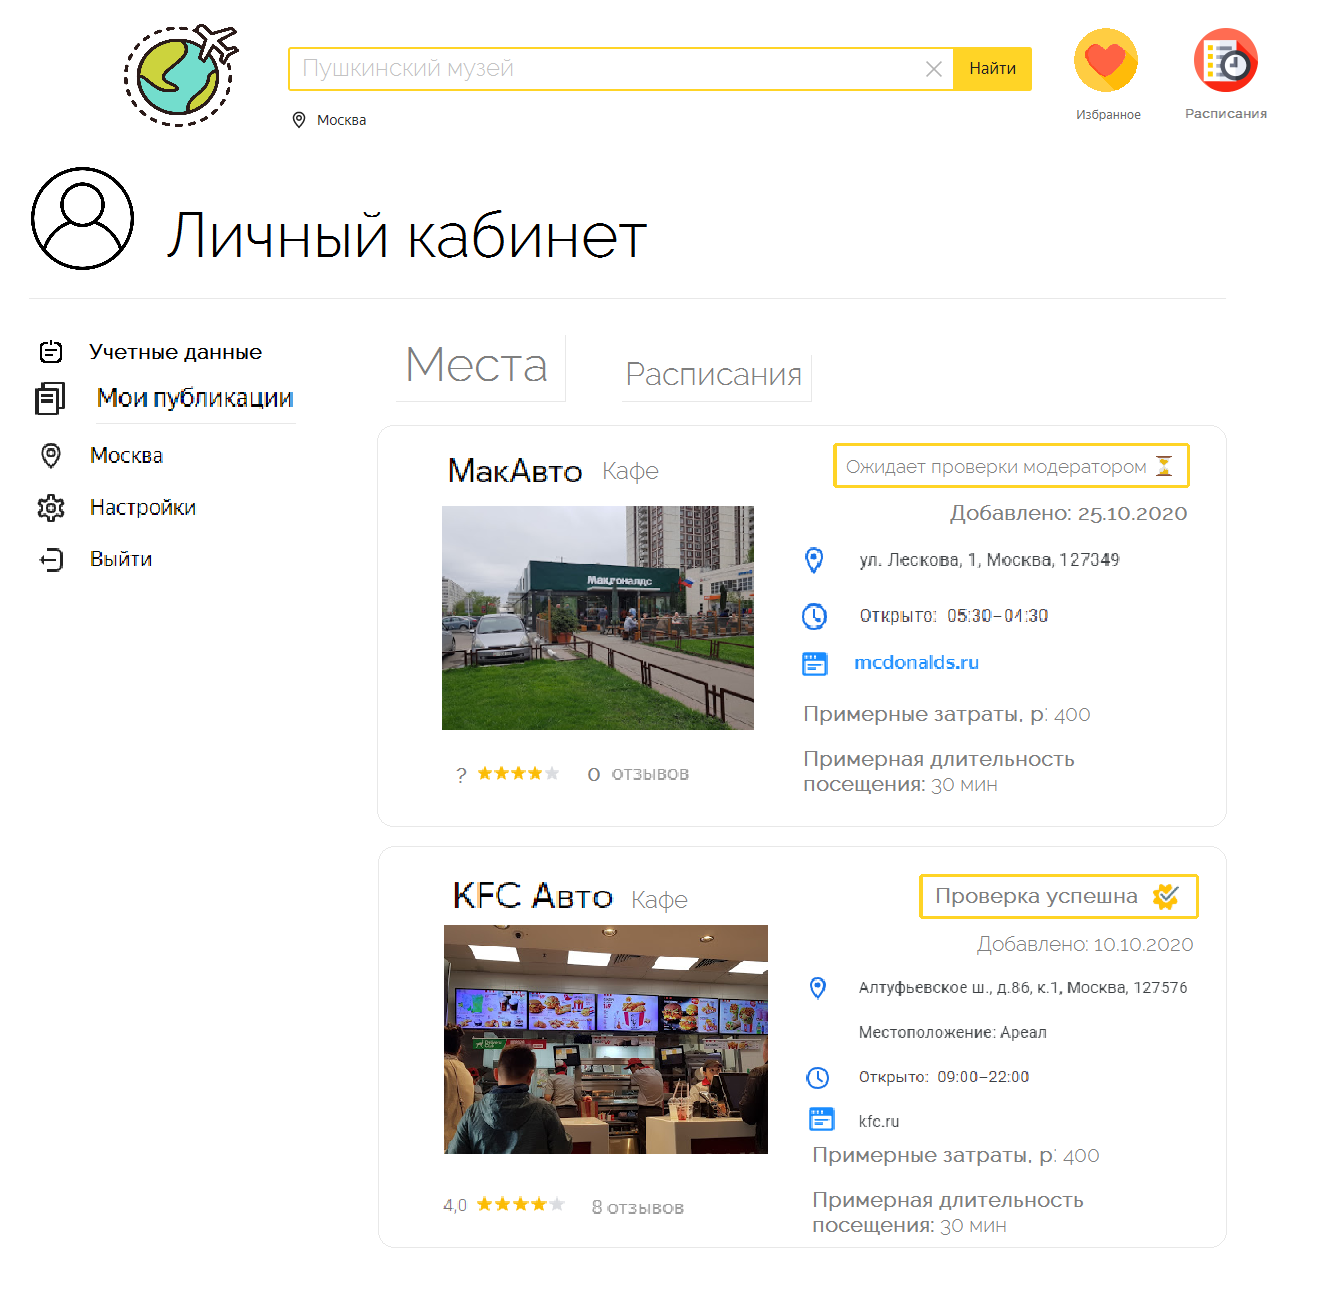 Пушкинский музей
Найти
Москва
Избранное
Расписания
Личный кабинет
Учетные данные
Мои публикации
Москва
Настройки
Выйти
Места
Расписания
МакАвто Кафе
Ожидает проверки модератором
Добавлено: 25.10.2020
Макдоналдс
ул. Лескова, 1, Москва, 127349
Открыто: 05:30–04:30
mcdonalds.ru
Примерные затраты, р: 400
Примерная длительность
посещения: 30 мин
? 0 отзывов
KFC Авто Кафе
Проверка успешна
Добавлено: 10.10.2020
Алтуфьевское ш., д.86, к.1, Москва, 127576
Местоположение: Ареал
Открыто: 09:00–22:00
kfc.ru
Примерные затраты, р: 400
Примерная длительность
посещения: 30 мин
4,0 8 отзывов